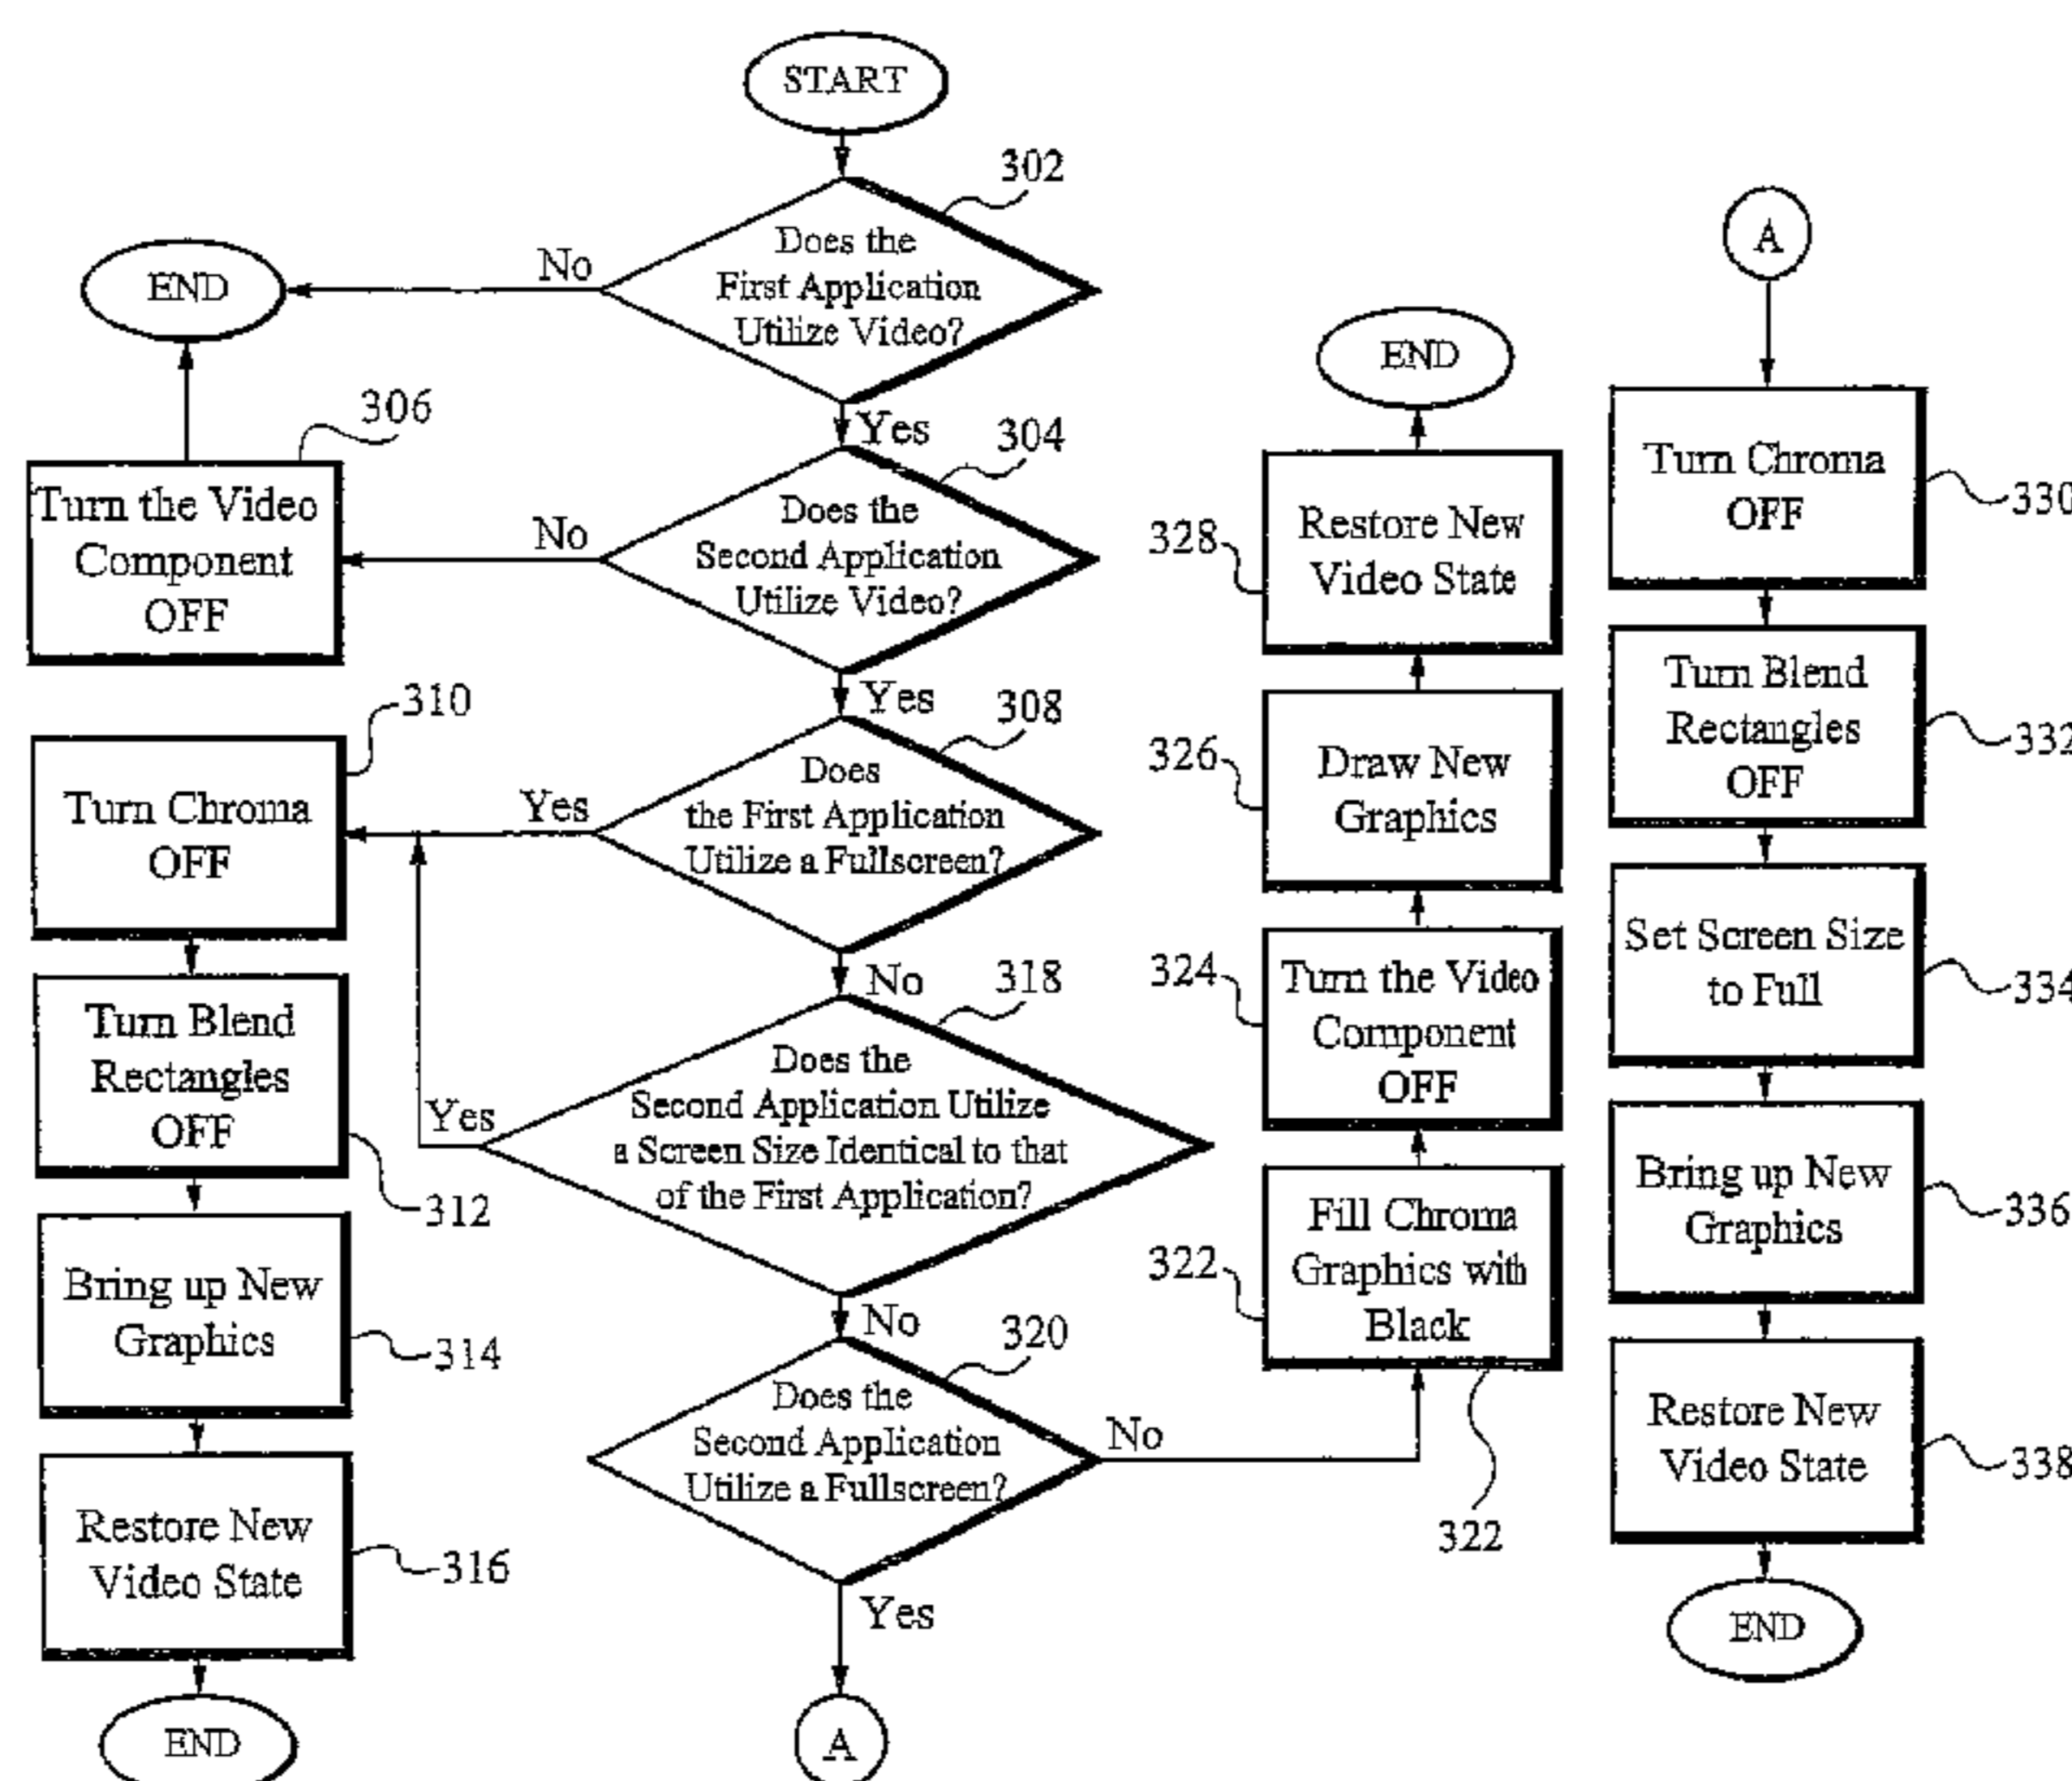 START
302
Does the
First Application
Utilize Video?
No
END
Yes
304
Does the
Second Application
Utilize Video?
No
306
Turn the Video
Component
OFF
Yes
308
Does
the First Application
Utilize a Fullscreen?
Yes
310
Turn Chroma
OFF
Turn Blend
Rectangles
OFF
312
Bring up New
Graphics
314
Restore New
Video State
316
END
No
318
Does the
Second Application Utilize
a Screen Size Identical to that
of the First Application?
Yes
No
320
Does the
Second Application
Utilize a Fullscreen?
No
Yes
A
END
328
Restore New
Video State
326
Draw New
Graphics
324
Turn the Video
Component
OFF
322
Fill Chroma
Graphics with
Black
322
A
Turn Chroma
OFF
330
Turn Blend
Rectangles
OFF
332
Set Screen Size
to Full
334
Bring up New
Graphics
336
Restore New
Video State
338
END